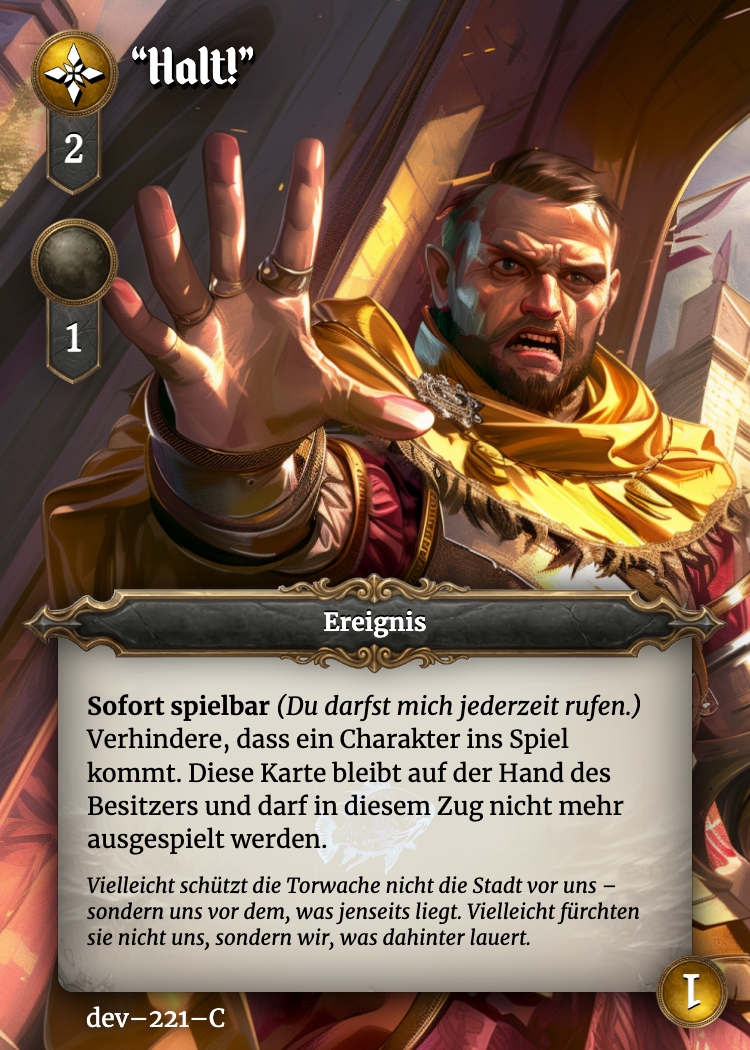 “Halt!”
2
1
Ereignis
Sofort spielbar (Du darfst mich jederzeit rufen.)
Verhindere, dass ein Charakter ins Spiel
kommt. Diese Karte bleibt auf der Hand des
Besitzers und darf in diesem Zug nicht mehr
ausgespielt werden.
Vielleicht schützt die Torwache nicht die Stadt vor uns –
sondern uns vor dem, was jenseits liegt. Vielleicht fürchten
sie nicht uns, sondern wir, was dahinter lauert.
1
dev–221–C